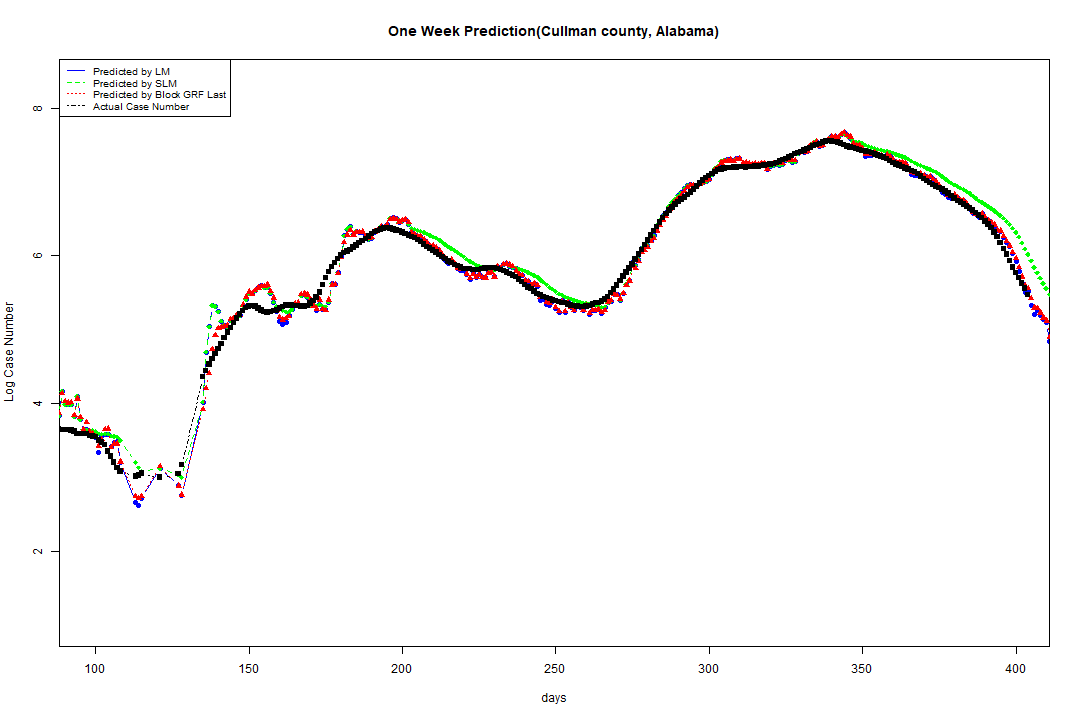 One Week Prediction(Cullman county, Alabama)
Predicted by LM
Predicted by SLM
Predicted by Block GRF Last
Actual Case Number
8
6
4
2
Log Case Number
100 150 200 250 300 350 400
days